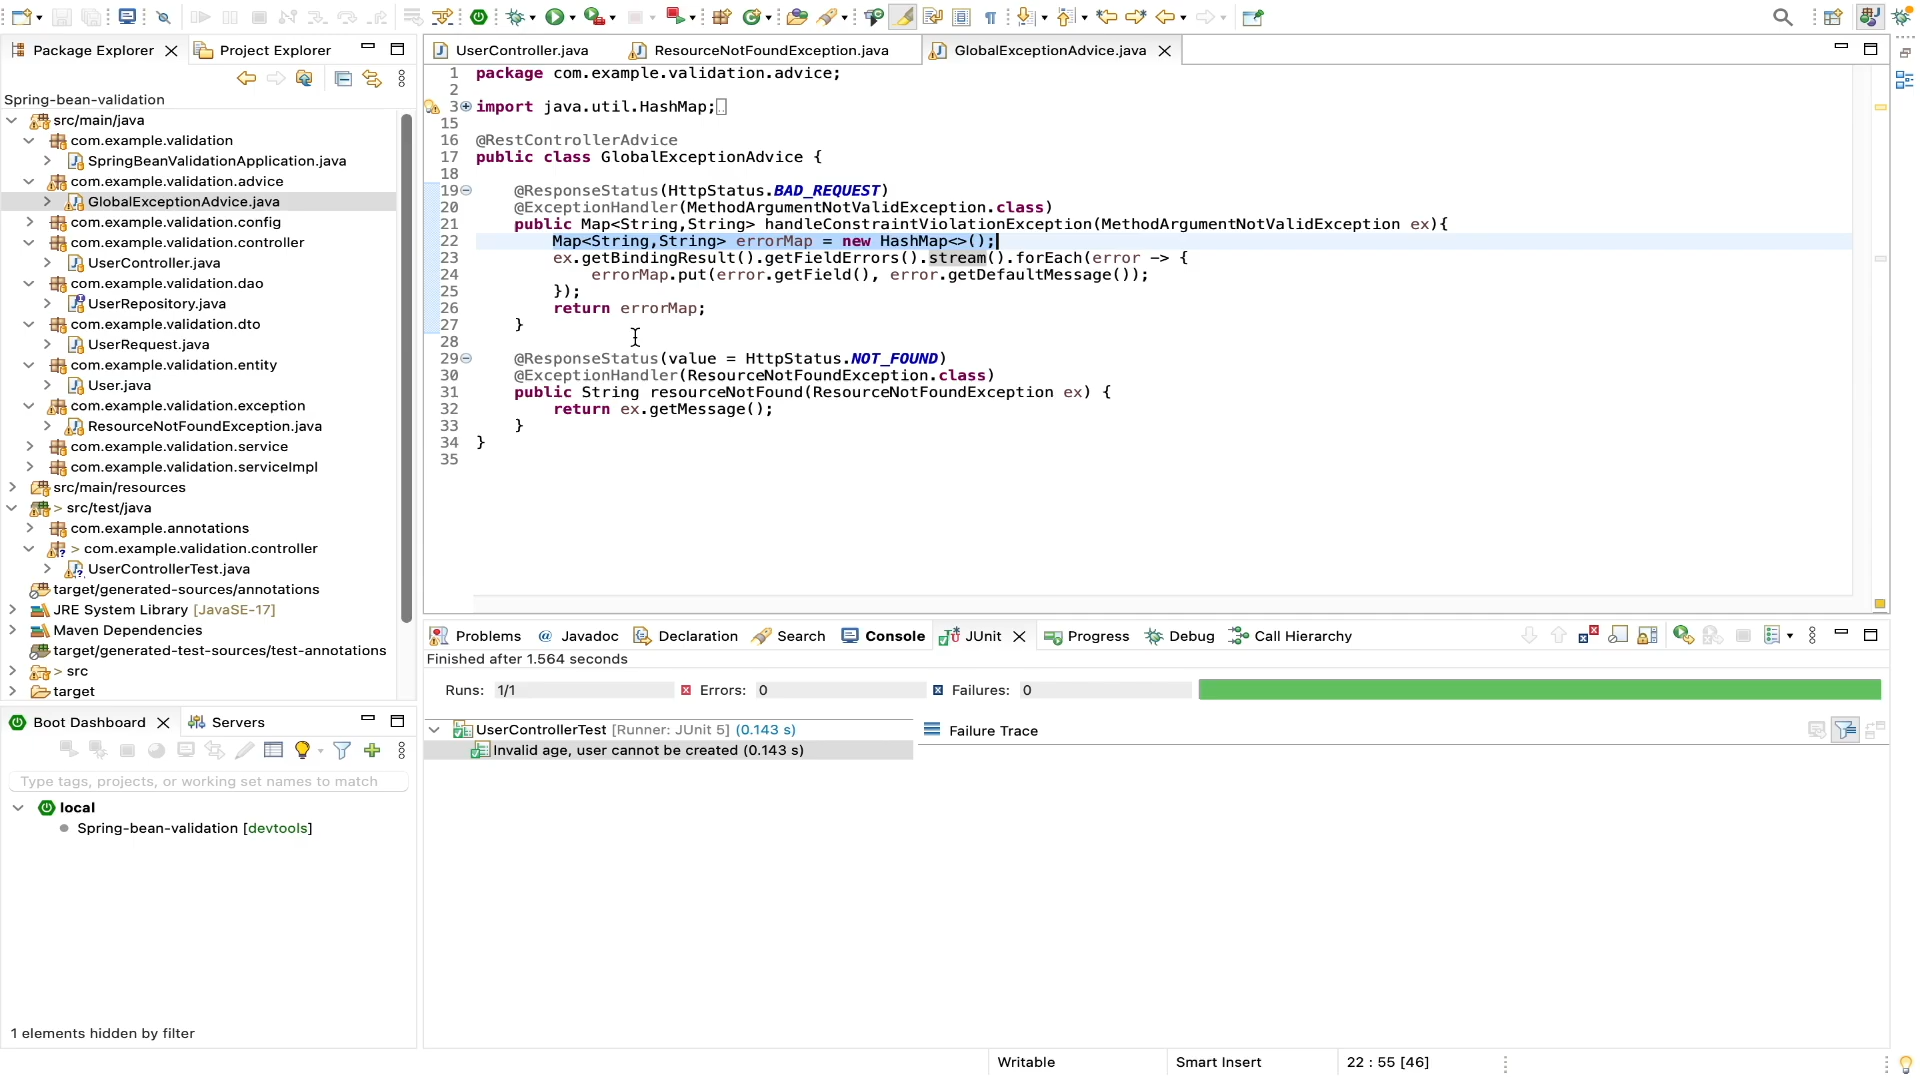 Package Explorer
Project Explorer
Spring-bean-validation
src/main/java
com.example.validation
SpringBeanValidationApplication.java
com.example.validation.advice
GlobalExceptionAdvice.java
com.example.validation.config
com.example.validation.controller
UserController.java
com.example.validation.dao
UserRepository.java
com.example.validation.dto
UserRequest.java
com.example.validation.entity
User.java
com.example.validation.exception
ResourceNotFoundException.java
com.example.validation.service
com.example.validation.serviceImpl
src/main/resources
> src/test/java
com.example.annotations
> com.example.validation.controller
UserControllerTest.java
target/generated-sources/annotations
JRE System Library [JavaSE-17]
Maven Dependencies
target/generated-test-sources/test-annotations
> src
target
Boot Dashboard
Servers
Type tags, projects, or working set names to match
local
Spring-bean-validation [devtools]
1 elements hidden by filter
UserController.java
ResourceNotFoundException.java
GlobalExceptionAdvice.java
1 package com.example.validation.advice;
2
3 import java.util.HashMap;
15
16 @RestControllerAdvice
17 public class GlobalExceptionAdvice {
18
19 @ResponseStatus(HttpStatus.BAD_REQUEST)
20 @ExceptionHandler(MethodArgumentNotValidException.class)
21 public Map<String,String> handleConstraintViolationException(MethodArgumentNotValidException ex){
22 Map<String,String> errorMap = new HashMap<>();
23 ex.getBindingResult().getFieldErrors().stream().forEach(error -> {
24 errorMap.put(error.getField(), error.getDefaultMessage());
25 });
26 return errorMap;
27 }
28
29 @ResponseStatus(value = HttpStatus.NOT_FOUND)
30 @ExceptionHandler(ResourceNotFoundException.class)
31 public String resourceNotFound(ResourceNotFoundException ex) {
32 return ex.getMessage();
33 }
34 }
35
Problems
Javadoc
Declaration
Search
Console
JUnit
Progress
Debug
Call Hierarchy
Finished after 1.564 seconds
Runs: 1/1
Errors: 0
Failures: 0
UserControllerTest [Runner: JUnit 5] (0.143 s)
Invalid age, user cannot be created (0.143 s)
Failure Trace
Writable
Smart Insert
22 : 55 [46]